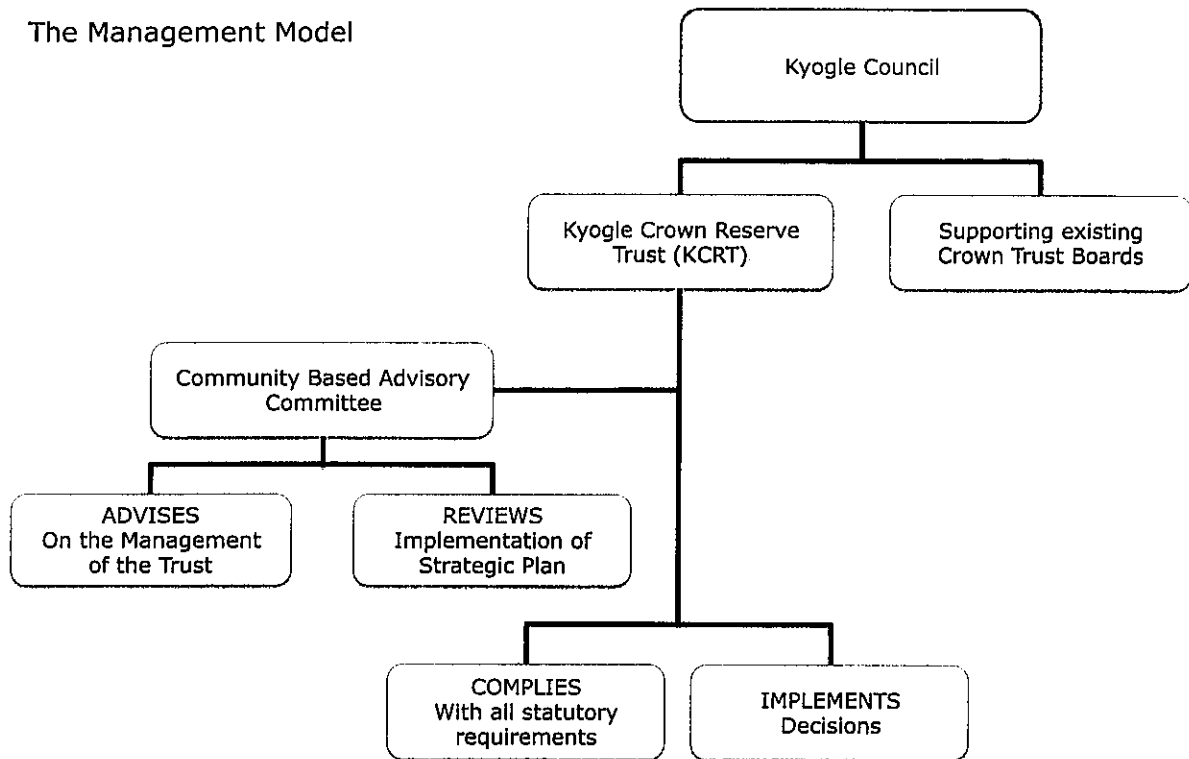 The Management Model
Kyogle Council
Kyogle Crown Reserve
Trust (KCRT)
Supporting existing
Crown Trust Boards
Community Based Advisory
Committee
ADVISES
On the Management
of the Trust
REVIEWS
Implementation of
Strategic Plan
COMPLIES
With all statutory
requirements
IMPLEMENTS
Decisions